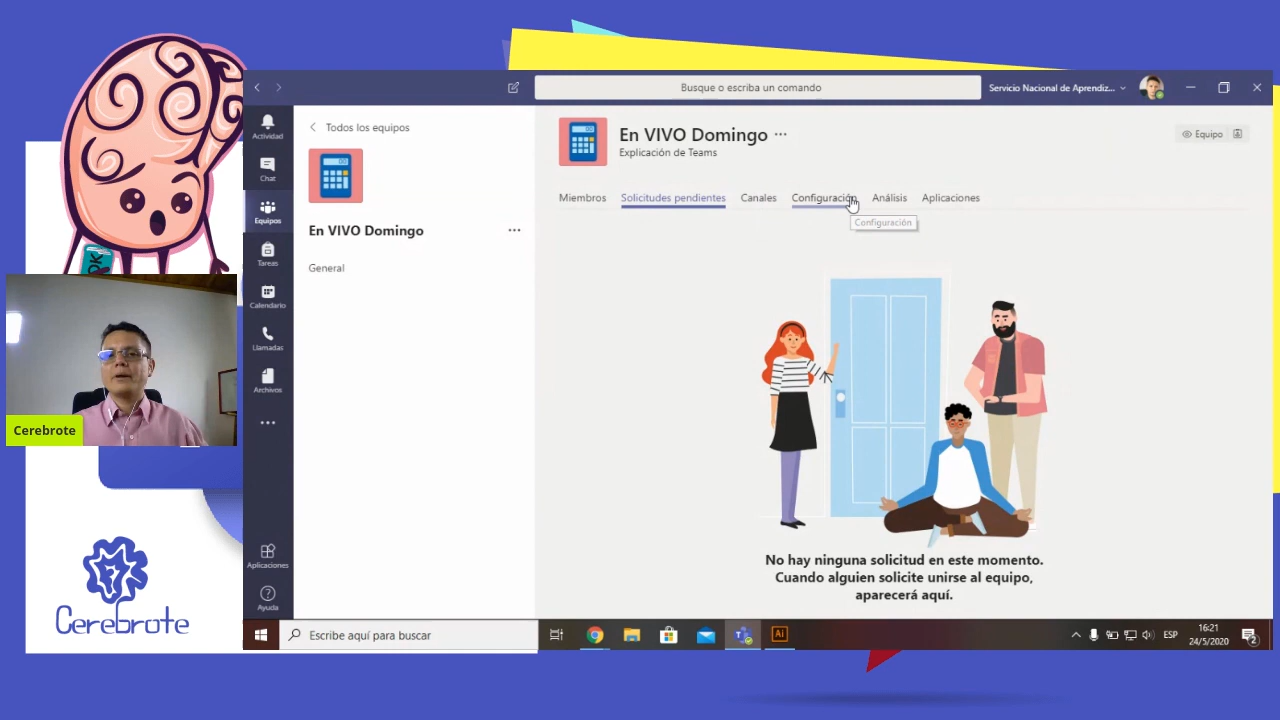 Busque o escriba un comando
Servicio Nacional de Aprendiz...
Actividad
Chat
Equipos
Tareas
Calendario
Llamadas
Archivos
Aplicaciones
Ayuda
Todos los equipos
En VIVO Domingo
General
En VIVO Domingo
Explicación de Teams
Equipo
Miembros
Solicitudes pendientes
Canales
Configuración
Análisis
Aplicaciones
Configuración
No hay ninguna solicitud en este momento.
Cuando alguien solicite unirse al equipo,
aparecerá aquí.
Cerebrote
Cerebrote
Escribe aquí para buscar
Ai
ESP
16:21
24/5/2020
2